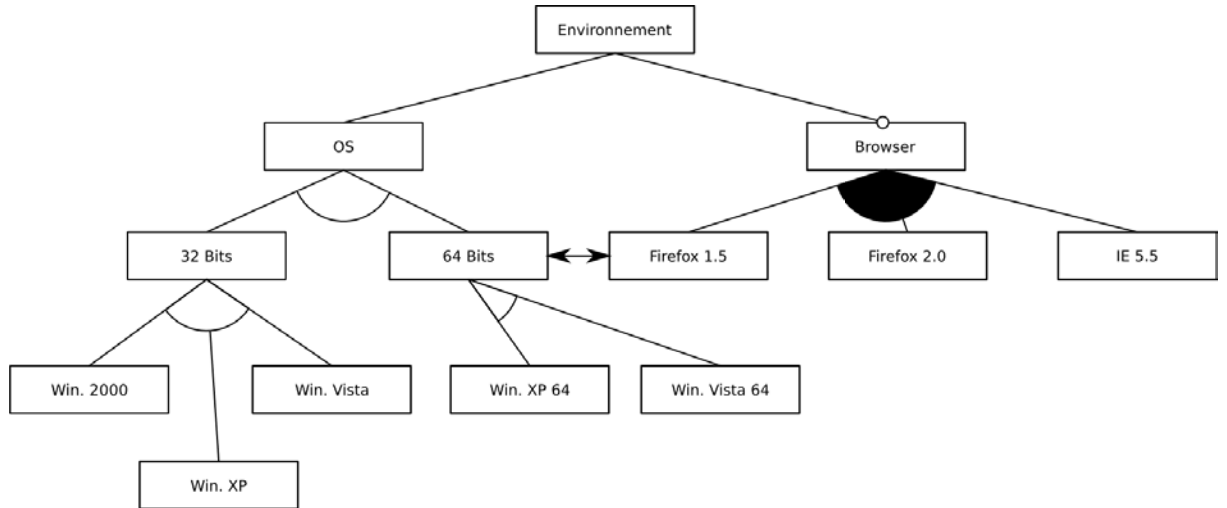 Environnement
OS
Browser
32 Bits
64 Bits
Firefox 1.5
Firefox 2.0
IE 5.5
Win. 2000
Win. Vista
Win. XP 64
Win. Vista 64
Win. XP